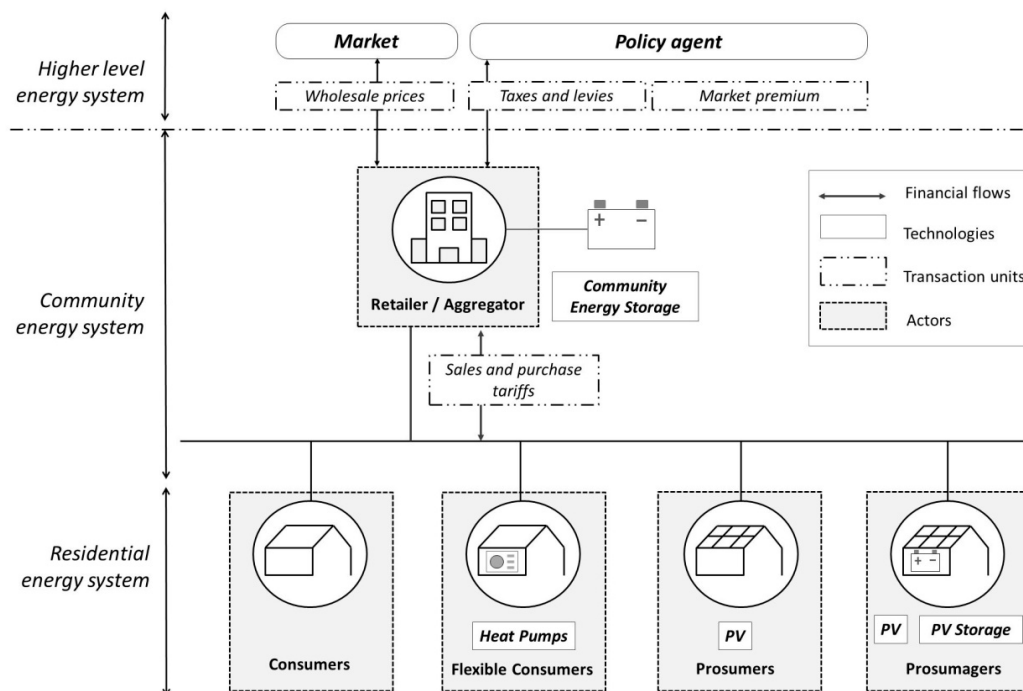 Higher level
energy system
Market
Policy agent
Wholesale prices
Taxes and levies
Market premium
Community
energy system
Retailer / Aggregator
+ −
Community
Energy Storage
Financial flows
Technologies
Transaction units
Actors
Sales and purchase
tariffs
Residential
energy system
Heat Pumps
PV
+ −
PV
PV Storage
Consumers
Flexible Consumers
Prosumers
Prosumagers